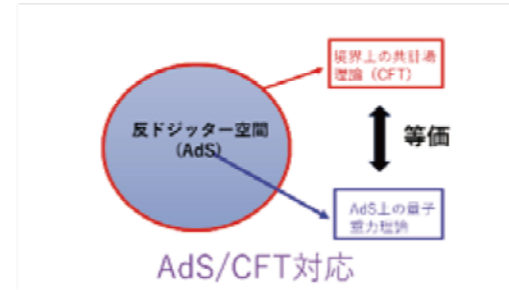 境界上の共形場
理論(CFT)
反ドジッター空間
(AdS)
等価
AdS上の量子
重力理論
AdS/CFT対応